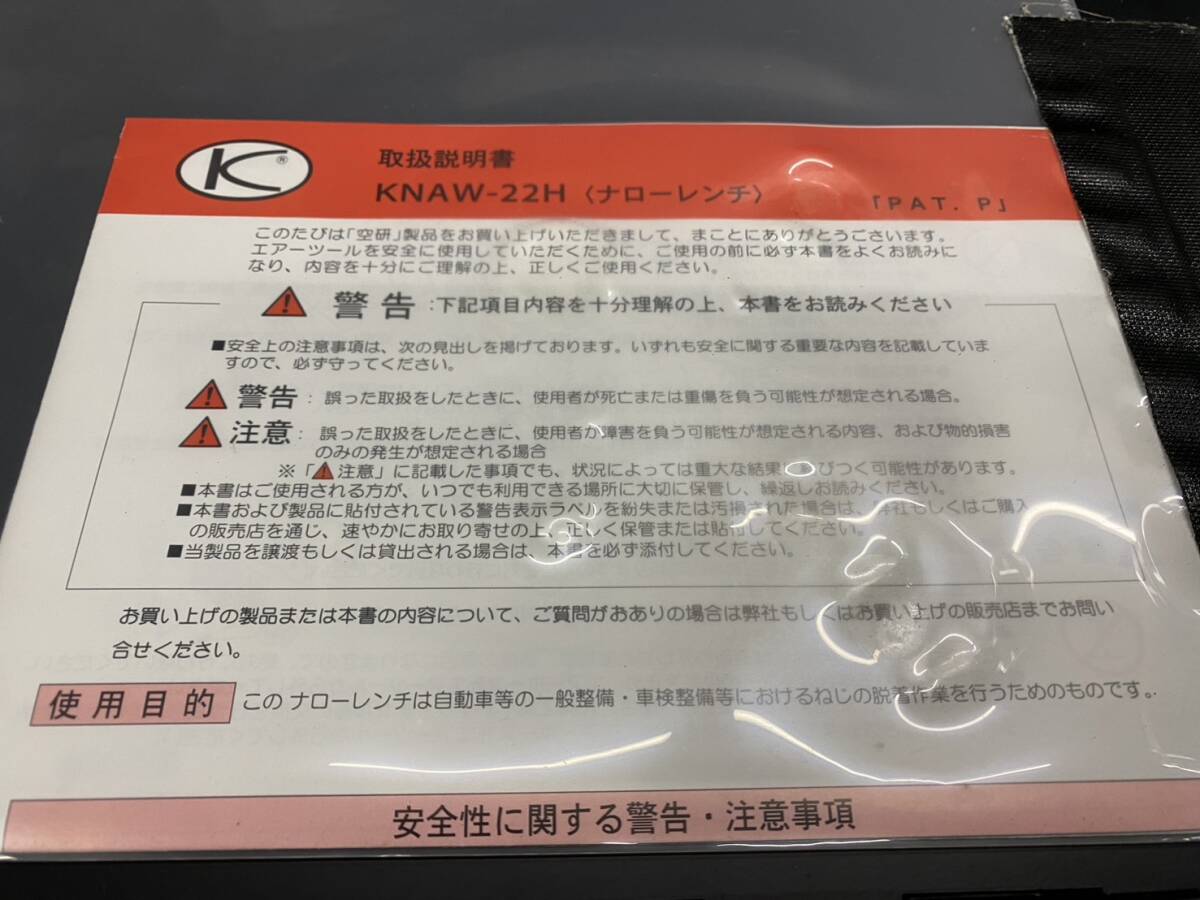 K®
取扱説明書
KNAW-22H〈ナローレンチ〉
「PAT. P」
このたびは「空研」製品をお買い上げいただきまして、まことにありがとうございます。
エアーツールを安全に使用していただくために、ご使用の前に必ず本書をよくお読みに
なり、内容を十分にご理解の上、正しくご使用ください。
警告：下記項目内容を十分理解の上、本書をお読みください
■安全上の注意事項は、次の見出しを掲げております。いずれも安全に関する重要な内容を記載していま
すので、必ず守ってください。
警告：誤った取扱をしたときに、使用者が死亡または重傷を負う可能性が想定される場合。
注意：誤った取扱をしたときに、使用者が障害を負う可能性が想定される内容、および物的損害
のみの発生が想定される場合
※「注意」に記載した事項でも、状況によっては重大な結果 びつく可能性があります。
■本書はご使用される方が、いつでも利用できる場所に大切に保管し、繰返しお読みください。
■本書および製品に貼付されている警告表示ラベルを紛失または汚損された場合は、弊社もしくはご購入
の販売店を通じ、速やかにお取り寄せの上、正しく保管または貼付してください。
■当製品を譲渡もしくは貸出される場合は、本書を必ず添付してください。
お買い上げの製品または本書の内容について、ご質問がおありの場合は弊社もしくはお買い上げの販売店までお問い
合せください。
使用目的 この ナローレンチは自動車等の一般整備・車検整備等におけるねじの脱着作業を行うためのものです。
安全性に関する警告・注意事項